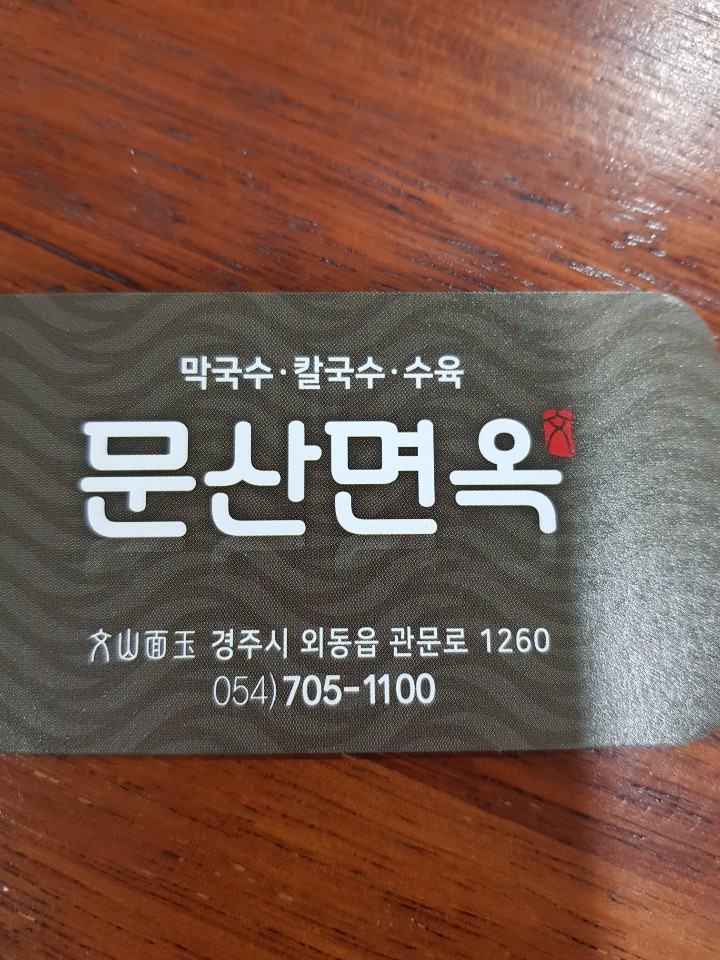 막국수·칼국수·수육
문산면옥
文
文山面玉 경주시 외동읍 관문로 1260
054)705-1100